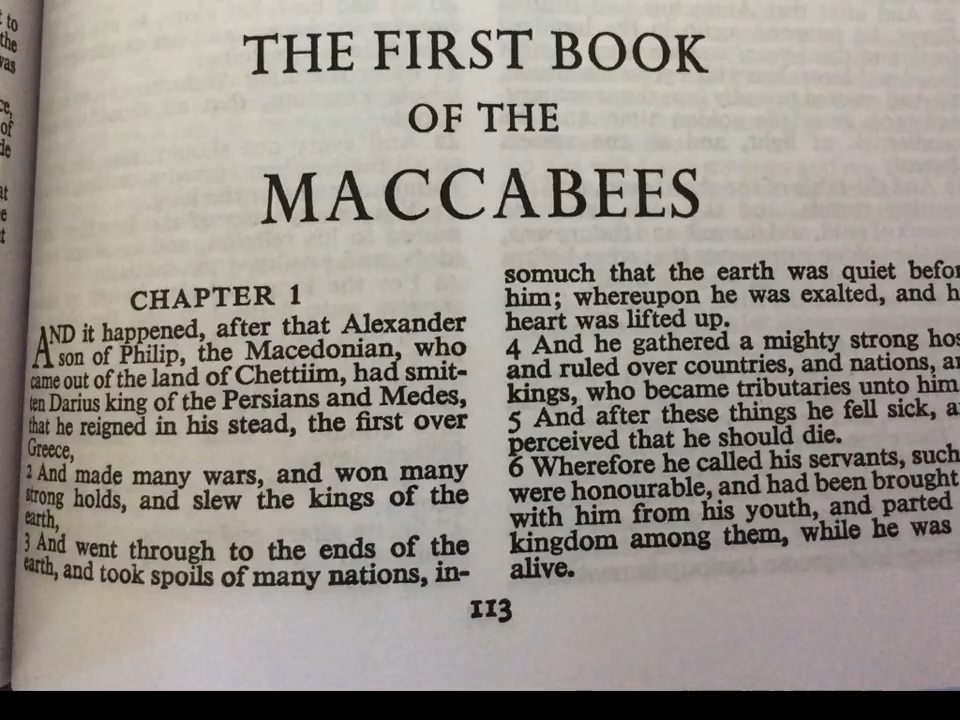 THE FIRST BOOK
OF THE
MACCABEES
CHAPTER 1
AND it happened, after that Alexander
son of Philip, the Macedonian, who
came out of the land of Chettiim, had smit-
ten Darius king of the Persians and Medes,
that he reigned in his stead, the first over
Greece,
2 And made many wars, and won many
strong holds, and slew the kings of the
earth,
3 And went through to the ends of the
earth, and took spoils of many nations, in-
somuch that the earth was quiet befor
him; whereupon he was exalted, and h
heart was lifted up.
4 And he gathered a mighty strong hos
and ruled over countries, and nations, a
kings, who became tributaries unto him
5 And after these things he fell sick, a
perceived that he should die.
6 Wherefore he called his servants, such
were honourable, and had been brought
with him from his youth, and parted
kingdom among them, while he was
alive.
113